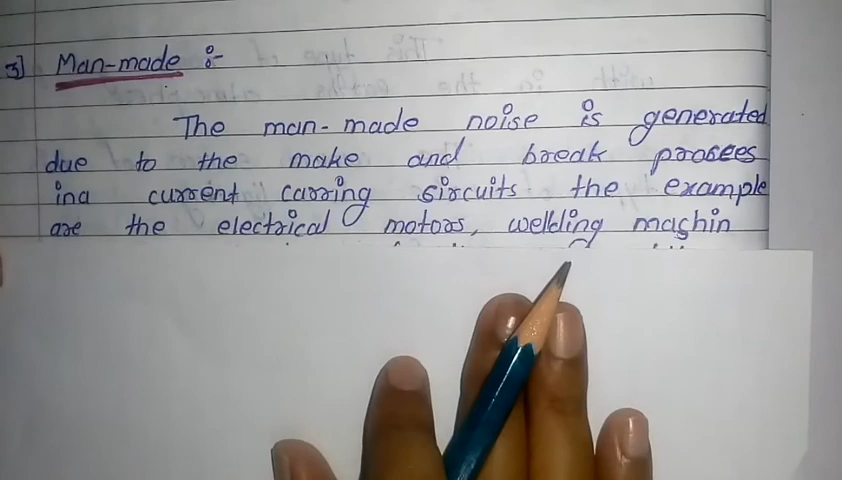 3] Man-made :-
The man-made noise is generated
due to the make and break prosees
ina current carring sircuits. the example
are the electrical motors, welding mashin